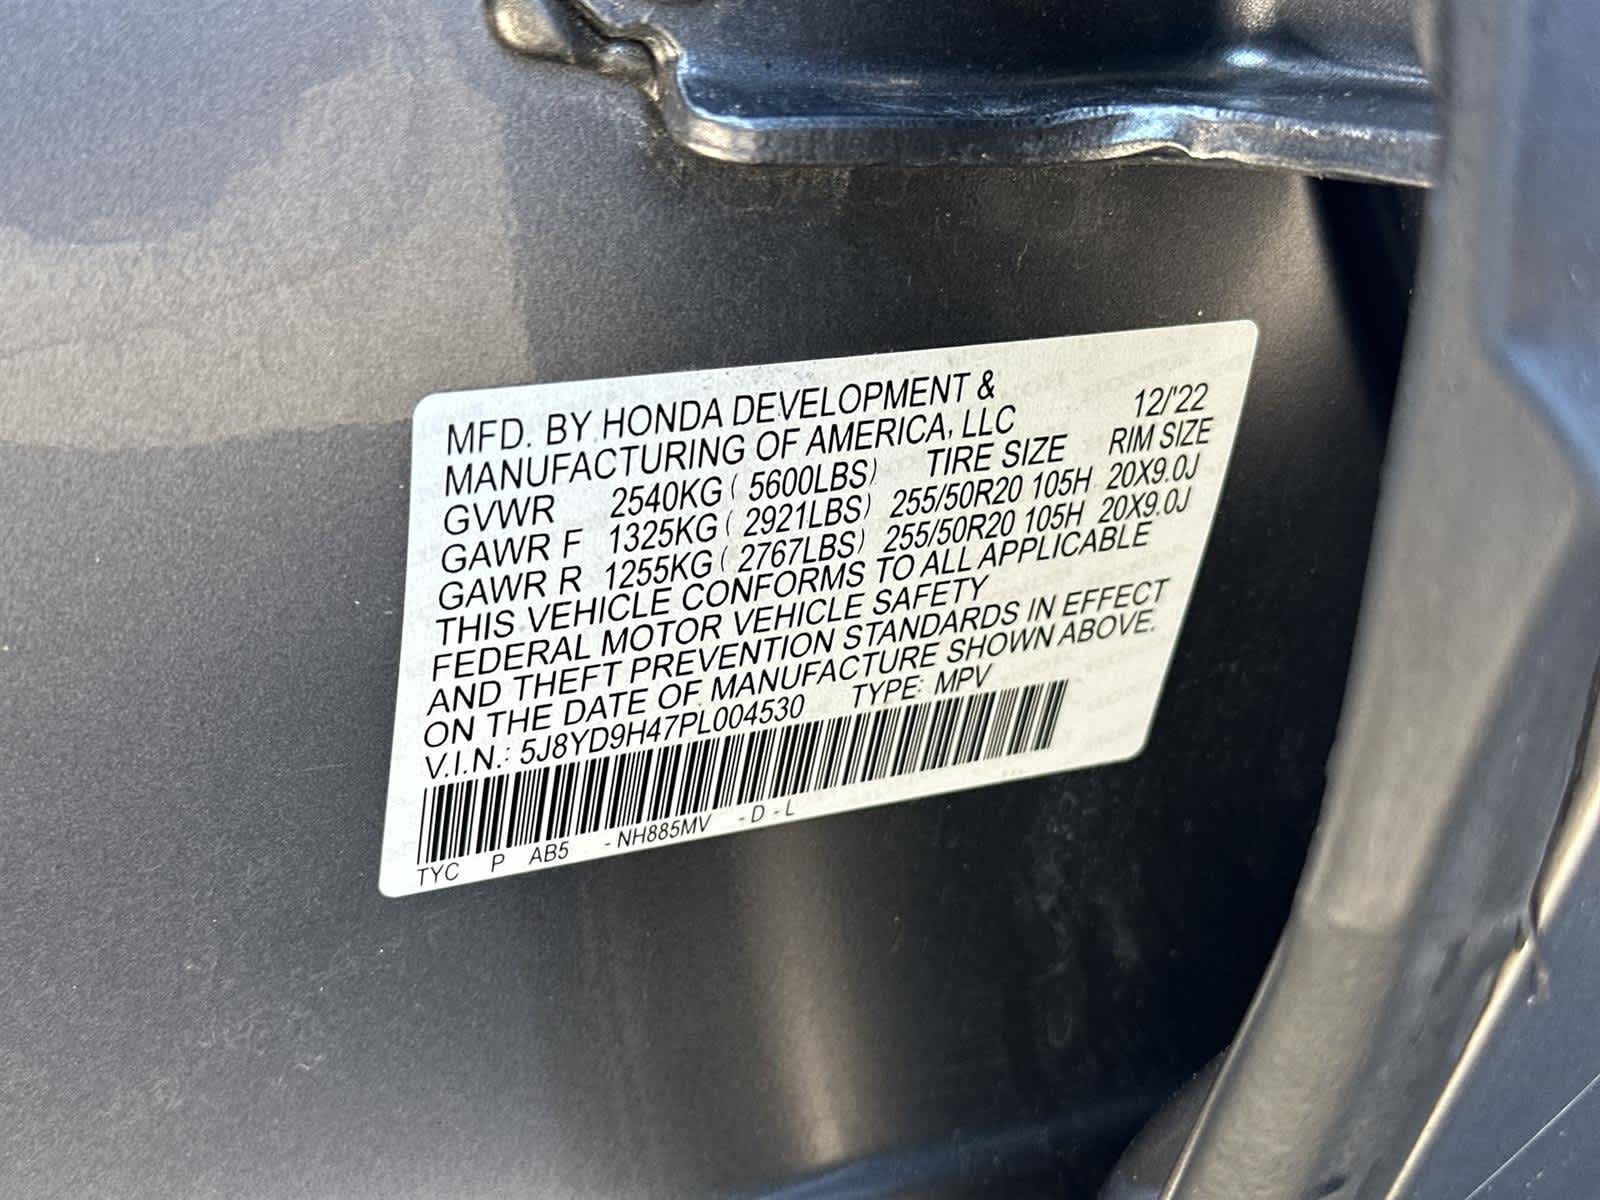 MFD. BY HONDA DEVELOPMENT &
MANUFACTURING OF AMERICA, LLC 12/'22
GVWR 2540KG ( 5600LBS) TIRE SIZE RIM SIZE
GAWR F 1325KG ( 2921LBS) 255/50R20 105H 20X9.0J
GAWR R 1255KG ( 2767LBS) 255/50R20 105H 20X9.0J
THIS VEHICLE CONFORMS TO ALL APPLICABLE
FEDERAL MOTOR VEHICLE SAFETY
AND THEFT PREVENTION STANDARDS IN EFFECT
ON THE DATE OF MANUFACTURE SHOWN ABOVE.
V.I.N.: 5J8YD9H47PL004530 TYPE: MPV
TYC P AB5 -NH885MV -D-L